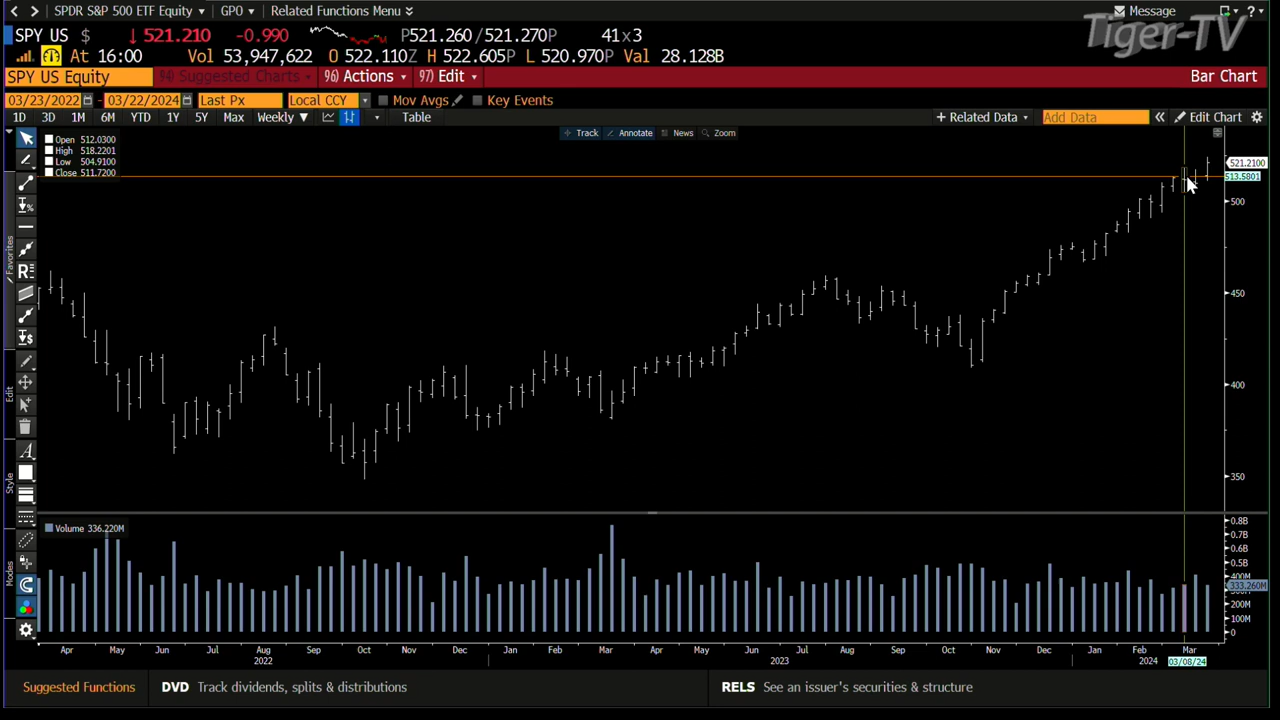 SPDR S&P 500 ETF Equity GPO Related Functions Menu Message ?
SPY US $ ↓ 521.210 -0.990 P521.260/521.270P 41x3
At 16:00 Vol 53,947,622 O 522.110Z H 522.605P L 520.970P Val 28.128B
Tiger-TV
SPY US Equity 94) Suggested Charts 96) Actions 97) Edit Bar Chart
03/23/2022 - 03/22/2024 Last Px Local CCY Mov Avgs Key Events
1D 3D 1M 6M YTD 1Y 5Y Max Weekly ▼ Table + Related Data Add Data « Edit Chart
Track Annotate News Zoom
Open 512.0300
High 518.2201
Low 504.9100
Close 511.7200
521.2100
513.5801
500
450
400
350
Favorites
Edit
Style
Modes
Volume 336.220M
0.8B
0.7B
0.6B
0.5B
400M
333.260M
200M
100M
0
Apr May Jun Jul Aug Sep Oct Nov Dec Jan Feb Mar Apr May Jun Jul Aug Sep Oct Nov Dec Jan Feb Mar
2022 2023 2024 03/08/24
Suggested Functions DVD Track dividends, splits & distributions RELS See an issuer's securities & structure